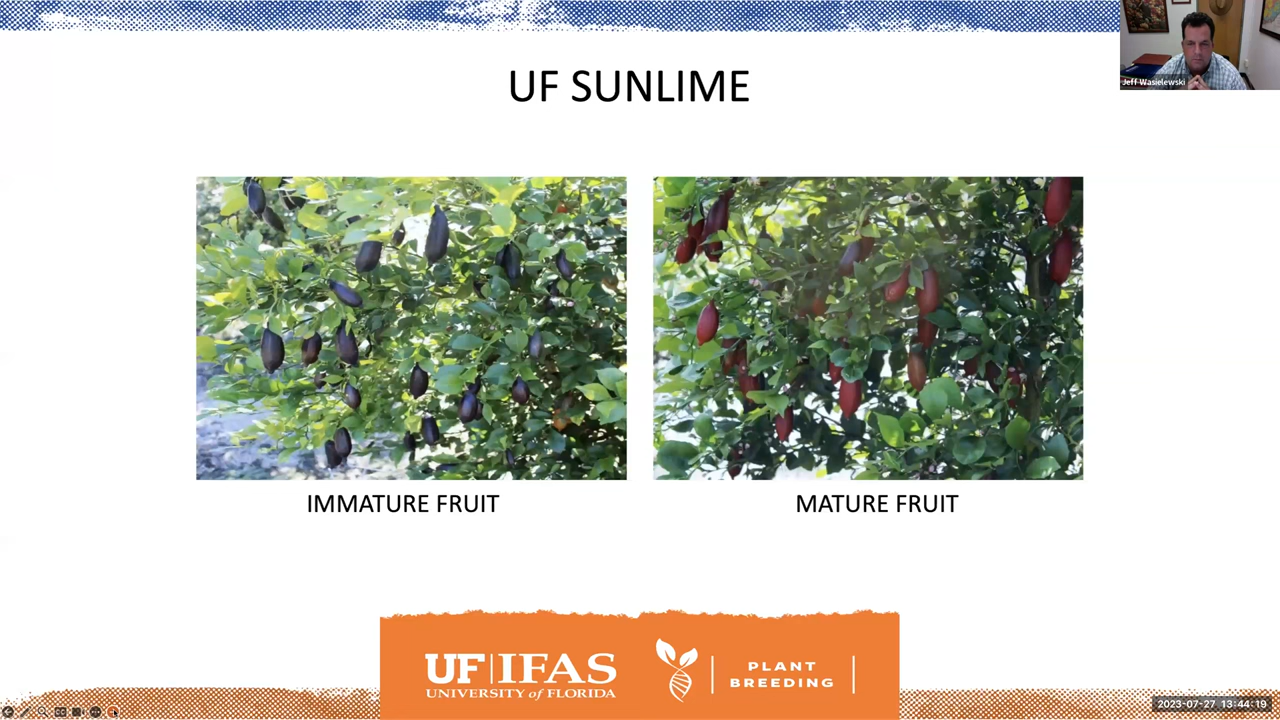 UF SUNLIME
Jeff Wasielewski
IMMATURE FRUIT
MATURE FRUIT
UF|IFAS
UNIVERSITY of FLORIDA
PLANT
BREEDING
2023-07-27 13:44:19